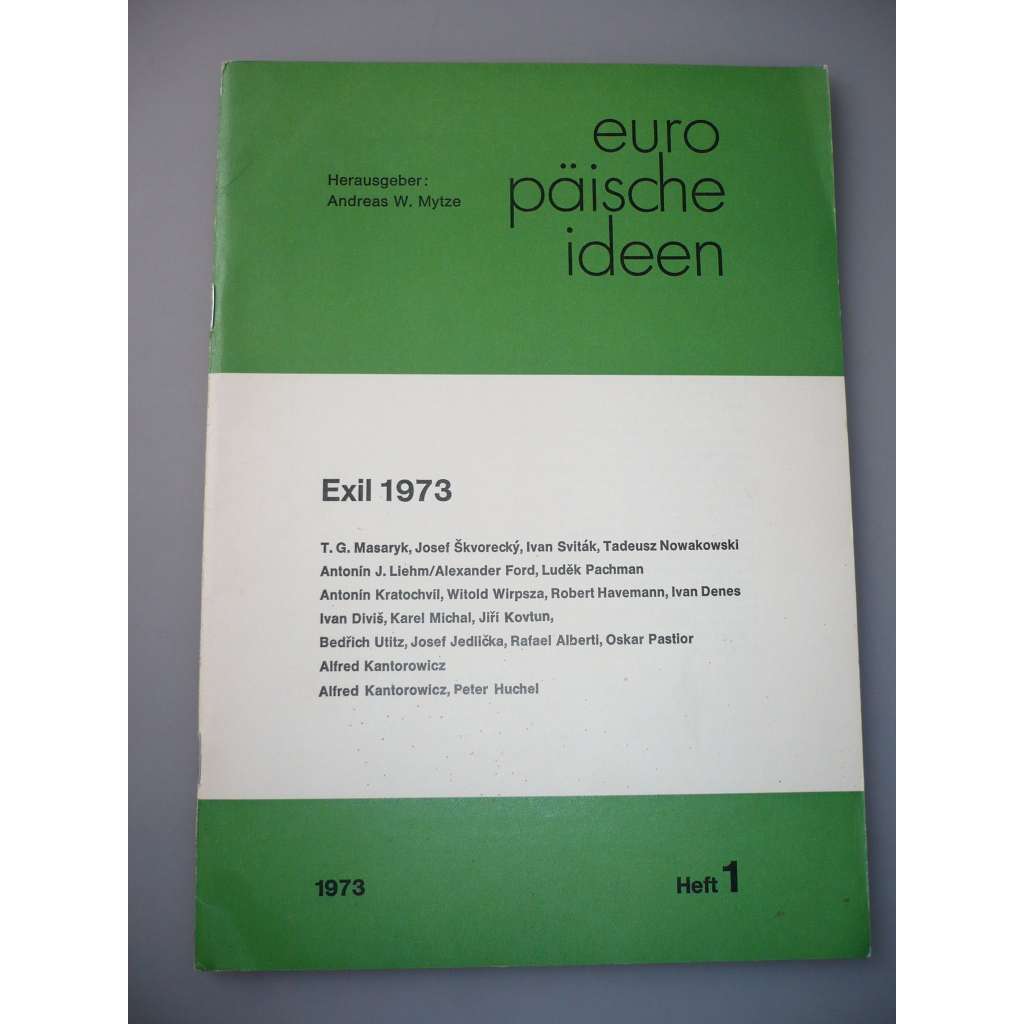 euro
päische
ideen
Herausgeber:
Andreas W. Mytze
Exil 1973
T. G. Masaryk, Josef Škvorecký, Ivan Sviták, Tadeusz Nowakowski
Antonín J. Liehm/Alexander Ford, Luděk Pachman
Antonín Kratochvíl, Witold Wirpsza, Robert Havemann, Ivan Denes
Ivan Diviš, Karel Michal, Jiří Kovtun,
Bedřich Utitz, Josef Jedlička, Rafael Alberti, Oskar Pastior
Alfred Kantorowicz
Alfred Kantorowicz, Peter Huchel
1973
Heft 1